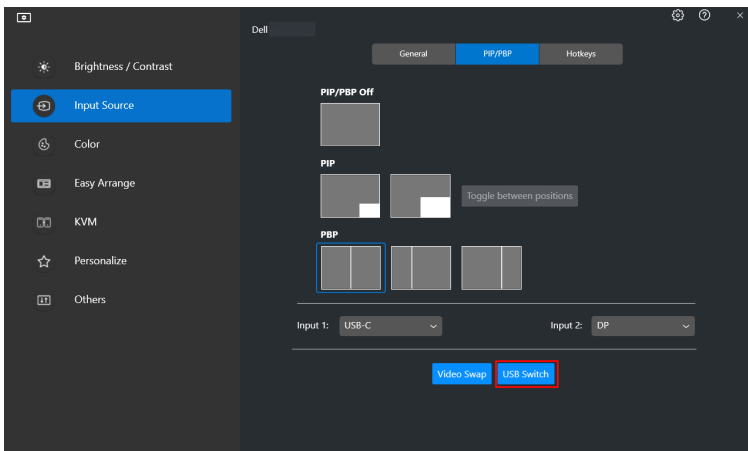 Dell
General PIP/PBP Hotkeys
Brightness / Contrast
Input Source
Color
Easy Arrange
KVM
Personalize
Others
PIP/PBP Off
PIP
Toggle between positions
PBP
Input 1: USB-C Input 2: DP
Video Swap USB Switch